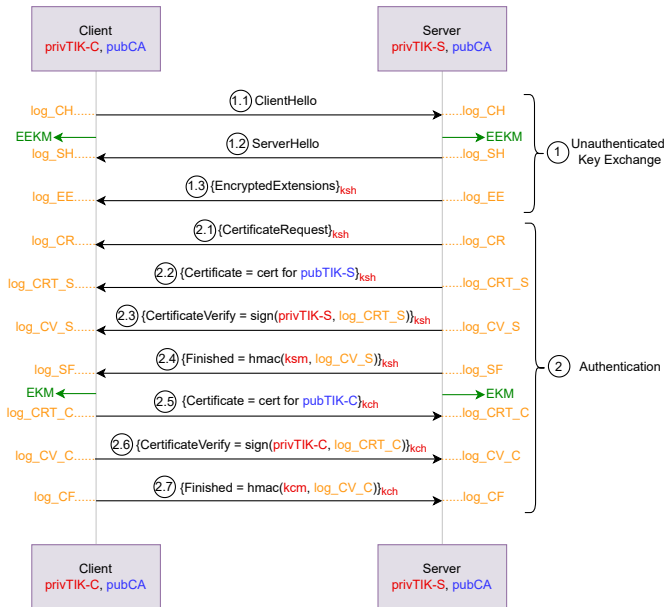 Client
privTIK-C, pubCA
Server
privTIK-S, pubCA
log_CH
1.1 ClientHello
log_CH
EEKM
EEKM
log_SH
1.2 ServerHello
log_SH
1 Unauthenticated
Key Exchange
log_EE
1.3 {EncryptedExtensions}ksh
log_EE
log_CR
2.1 {CertificateRequest}ksh
log_CR
log_CRT_S
2.2 {Certificate = cert for pubTIK-S}ksh
log_CRT_S
log_CV_S
2.3 {CertificateVerify = sign(privTIK-S, log_CRT_S)}ksh
log_CV_S
log_SF
2.4 {Finished = hmac(ksm, log_CV_S)}ksh
log_SF
2 Authentication
EKM
EKM
log_CRT_C
2.5 {Certificate = cert for pubTIK-C}kch
log_CRT_C
log_CV_C
2.6 {CertificateVerify = sign(privTIK-C, log_CRT_C)}kch
log_CV_C
log_CF
2.7 {Finished = hmac(kcm, log_CV_C)}kch
log_CF
Client
privTIK-C, pubCA
Server
privTIK-S, pubCA